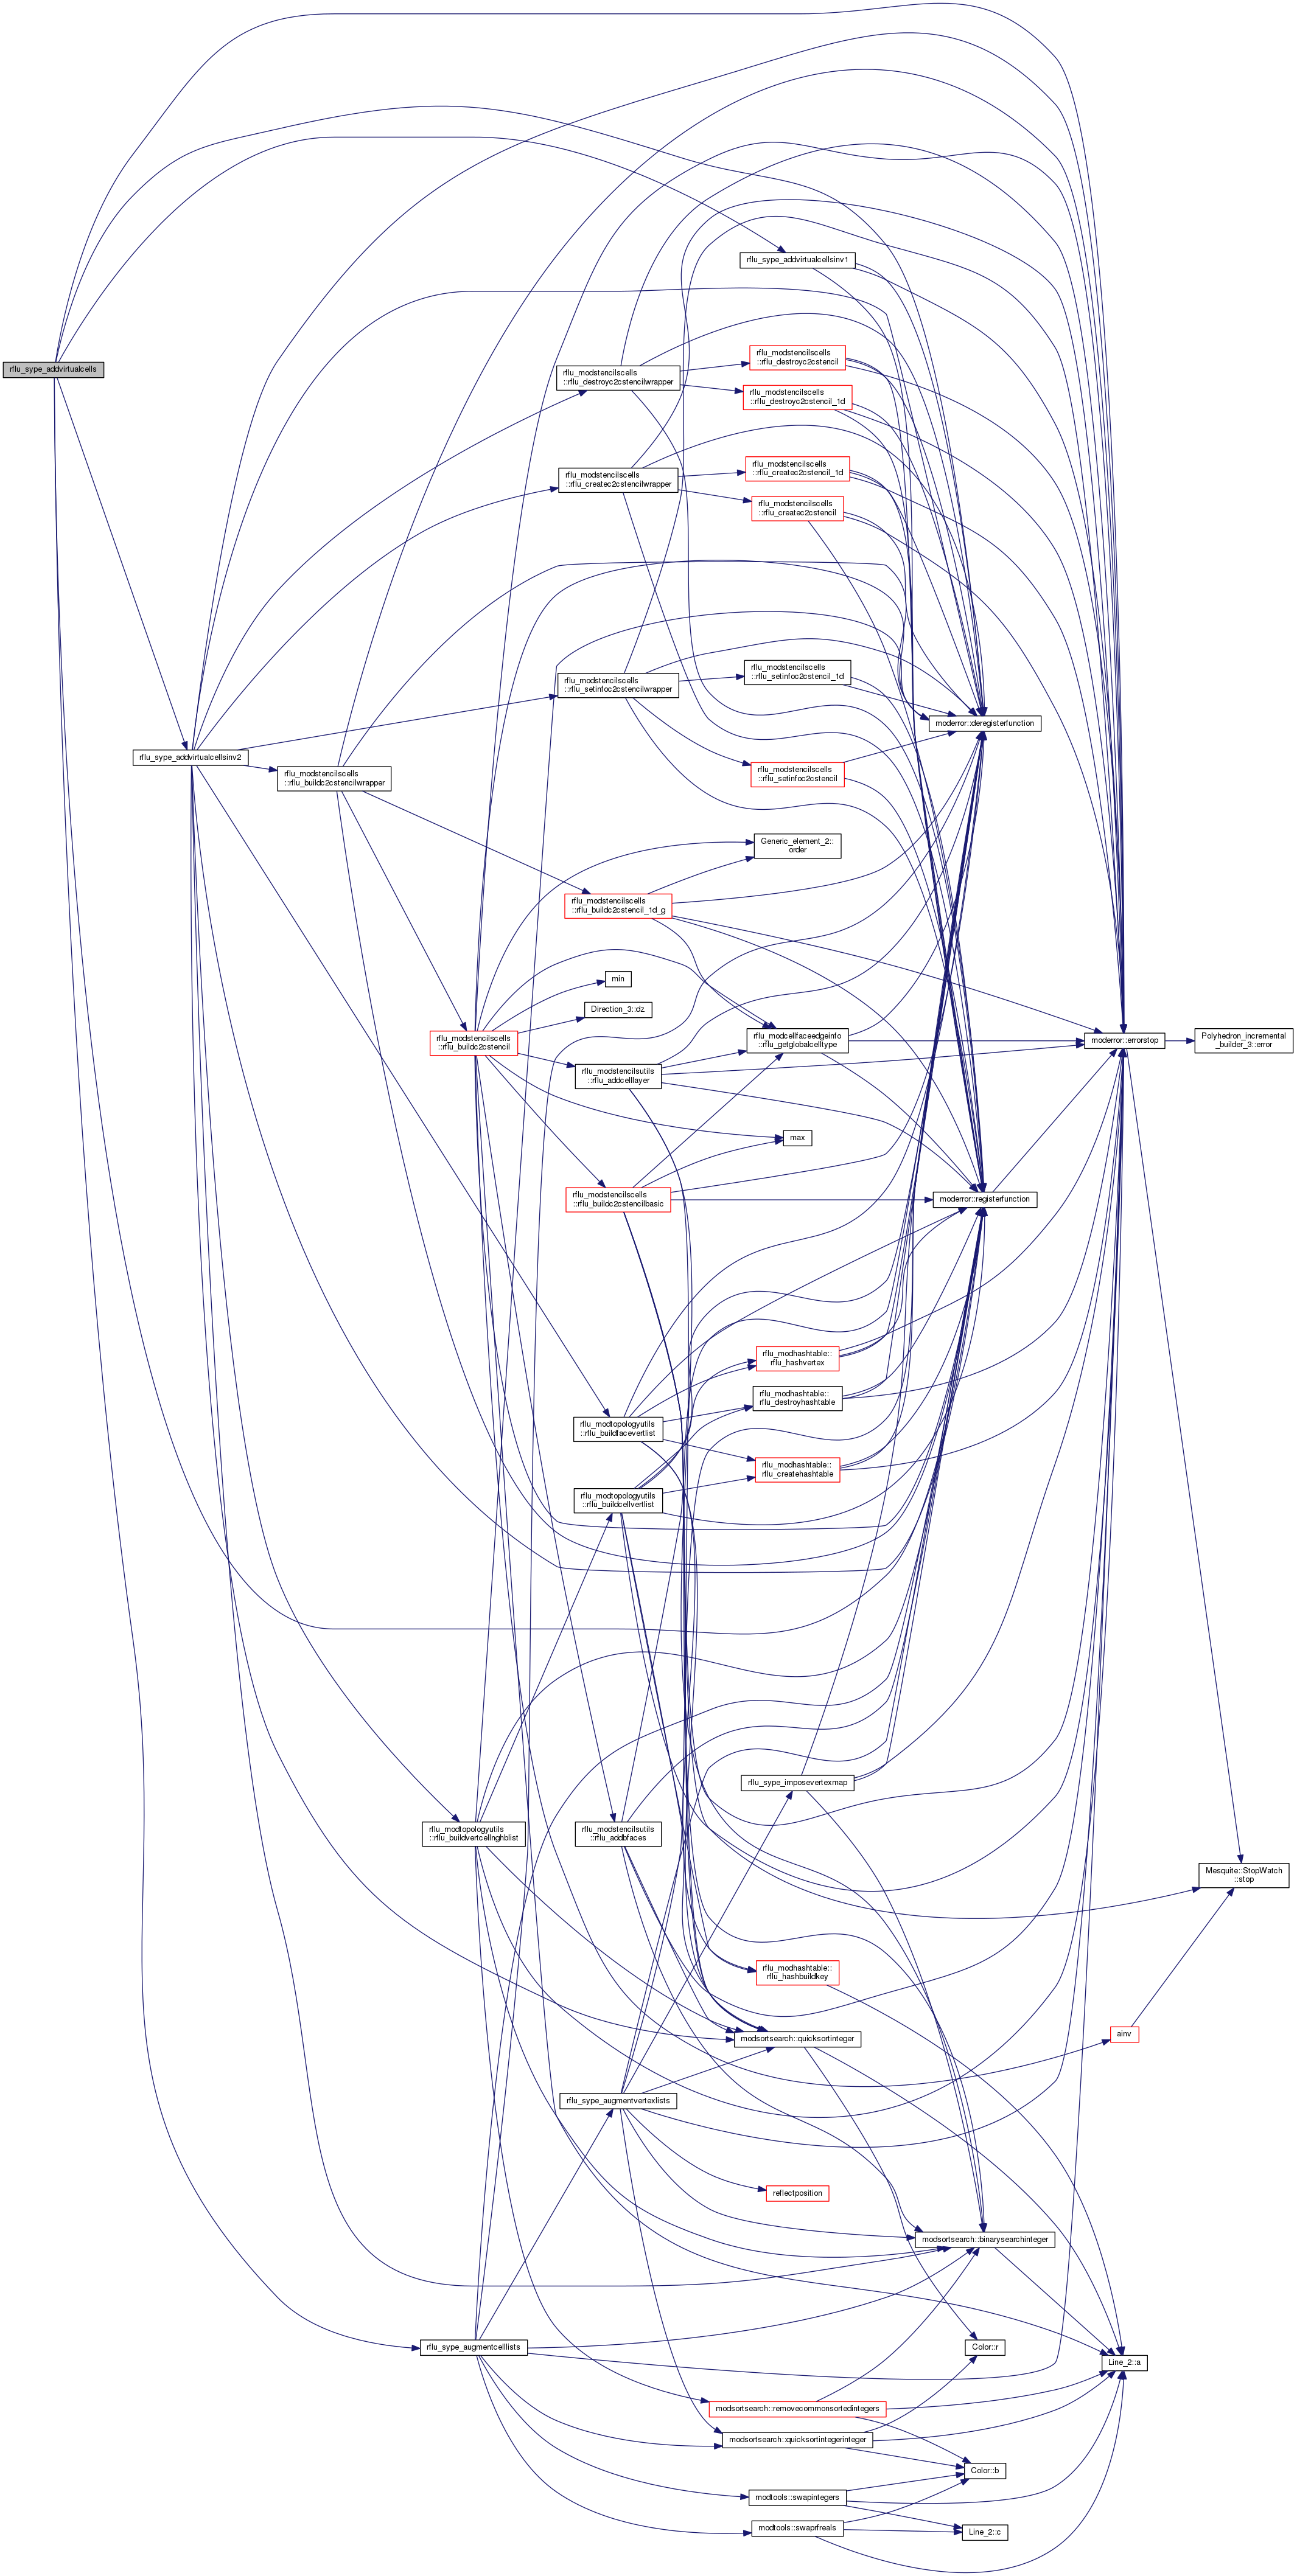 rflu_sype_addvirtualcells
rflu_sype_addvirtualcellsinv1
rflu_modstencilscells
::rflu_destroyc2cstencil
rflu_modstencilscells
::rflu_destroyc2cstencilwrapper
rflu_modstencilscells
::rflu_destroyc2cstencil_1d
rflu_modstencilscells
::rflu_createc2cstencil_1d
rflu_modstencilscells
::rflu_createc2cstencilwrapper
rflu_modstencilscells
::rflu_createc2cstencil
rflu_modstencilscells
::rflu_setinfoc2cstencil_1d
rflu_modstencilscells
::rflu_setinfoc2cstencilwrapper
moderror::deregisterfunction
rflu_sype_addvirtualcellsinv2
rflu_modstencilscells
::rflu_buildc2cstencilwrapper
rflu_modstencilscells
::rflu_setinfoc2cstencil
Generic_element_2::
order
rflu_modstencilscells
::rflu_buildc2cstencil_1d_g
min
Direction_3::dz
rflu_modstencilscells
::rflu_buildc2cstencil
rflu_modcellfaceedgeinfo
::rflu_getglobalcelltype
moderror::errorstop
Polyhedron_incremental
_builder_3::error
rflu_modstencilsutils
::rflu_addcelllayer
max
rflu_modstencilscells
::rflu_buildc2cstencilbasic
moderror::registerfunction
rflu_modhashtable::
rflu_hashvertex
rflu_modhashtable::
rflu_destroyhashtable
rflu_modtopologyutils
::rflu_buildfacevertlist
rflu_modhashtable::
rflu_createhashtable
rflu_modtopologyutils
::rflu_buildcellvertlist
rflu_sype_imposevertexmap
rflu_modtopologyutils
::rflu_buildvertcellnghblist
rflu_modstencilsutils
::rflu_addbfaces
Mesquite::StopWatch
::stop
rflu_modhashtable::
rflu_hashbuildkey
ainv
modsortsearch::quicksortinteger
rflu_sype_augmentvertexlists
reflectposition
modsortsearch::binarysearchinteger
rflu_sype_augmentcelllists
Color::r
Line_2::a
modsortsearch::removecommonsortedintegers
modsortsearch::quicksortintegerinteger
Color::b
modtools::swapintegers
modtools::swaprfreals
Line_2::c